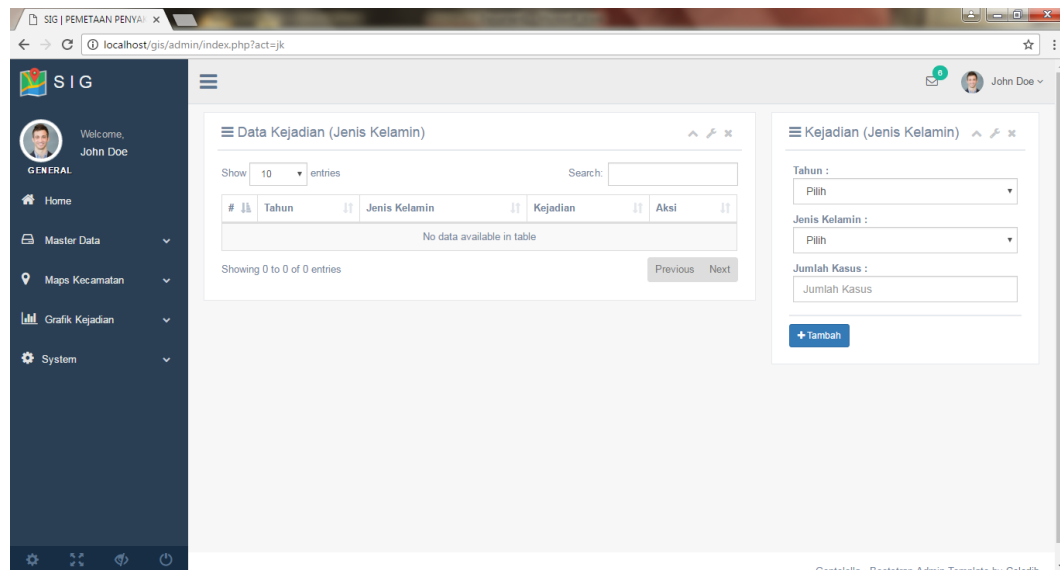 SIG | PEMETAAN PENYAK
localhost/gis/admin/index.php?act=jk
SIG
Welcome,
John Doe
GENERAL
Home
Master Data
Maps Kecamatan
Grafik Kejadian
System
6
John Doe
Data Kejadian (Jenis Kelamin)
Show 10 entries
Search:
# Tahun Jenis Kelamin Kejadian Aksi
No data available in table
Showing 0 to 0 of 0 entries
Previous Next
Kejadian (Jenis Kelamin)
Tahun :
Pilih
Jenis Kelamin :
Pilih
Jumlah Kasus :
Jumlah Kasus
+Tambah